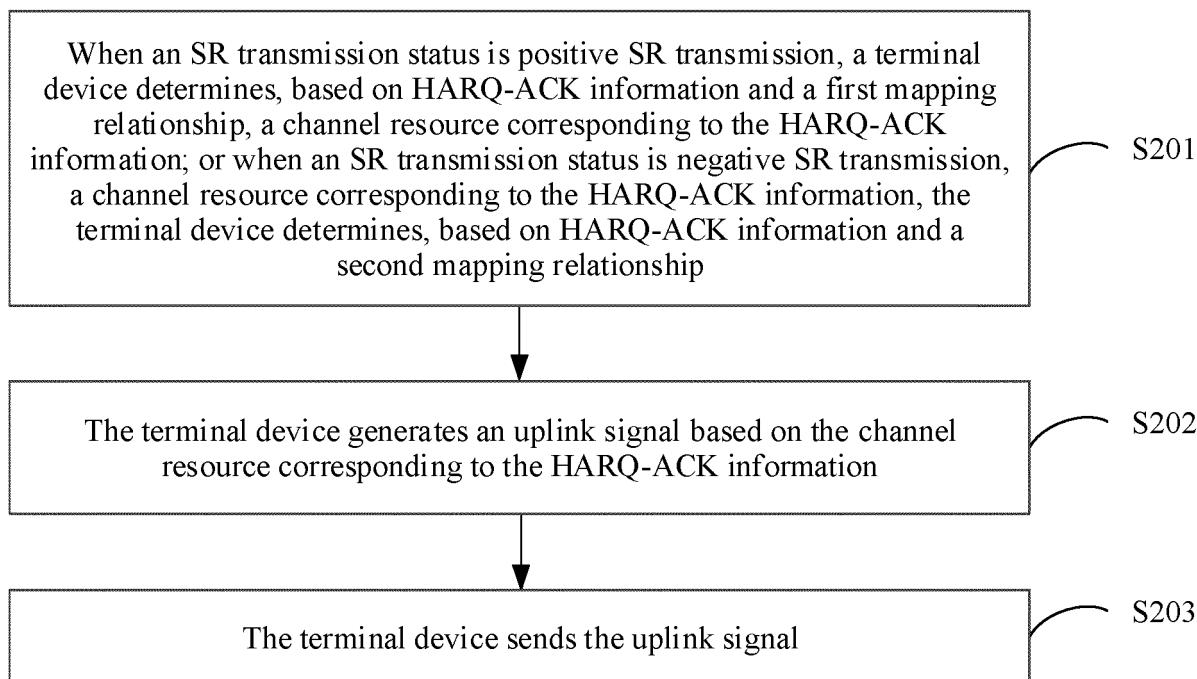 When an SR transmission status is positive SR transmission, a terminal
device determines, based on HARQ-ACK information and a first mapping
relationship, a channel resource corresponding to the HARQ-ACK
information; or when an SR transmission status is negative SR transmission,
a channel resource corresponding to the HARQ-ACK information, the
terminal device determines, based on HARQ-ACK information and a
second mapping relationship
S201
The terminal device generates an uplink signal based on the channel
resource corresponding to the HARQ-ACK information
S202
The terminal device sends the uplink signal
S203